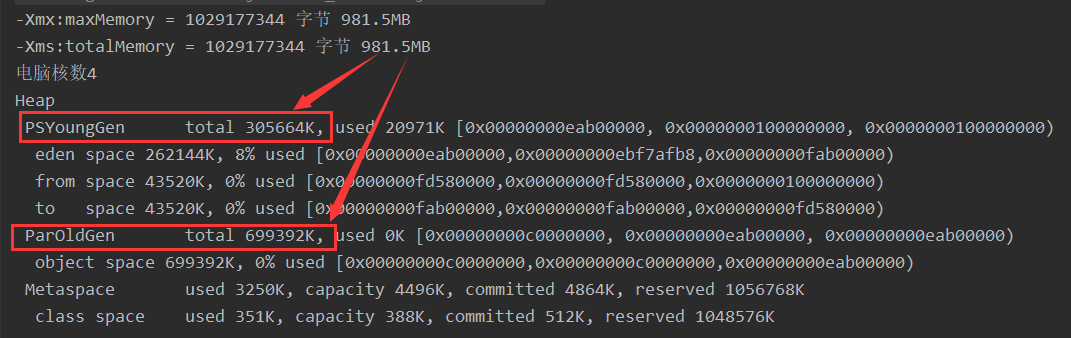 -Xmx:maxMemory = 1029177344 字节 981.5MB
-Xms:totalMemory = 1029177344 字节 981.5MB
电脑核数4
Heap
PSYoungGen total 305664K, used 20971K [0x00000000eab00000, 0x0000000100000000, 0x0000000100000000)
eden space 262144K, 8% used [0x00000000eab00000,0x00000000ebf7afb8,0x00000000fab00000)
from space 43520K, 0% used [0x00000000fd580000,0x00000000fd580000,0x0000000100000000)
to space 43520K, 0% used [0x00000000fab00000,0x00000000fab00000,0x00000000fd580000)
ParOldGen total 699392K, used 0K [0x00000000c0000000, 0x00000000eab00000, 0x00000000eab00000)
object space 699392K, 0% used [0x00000000c0000000,0x00000000c0000000,0x00000000eab00000)
Metaspace used 3250K, capacity 4496K, committed 4864K, reserved 1056768K
class space used 351K, capacity 388K, committed 512K, reserved 1048576K